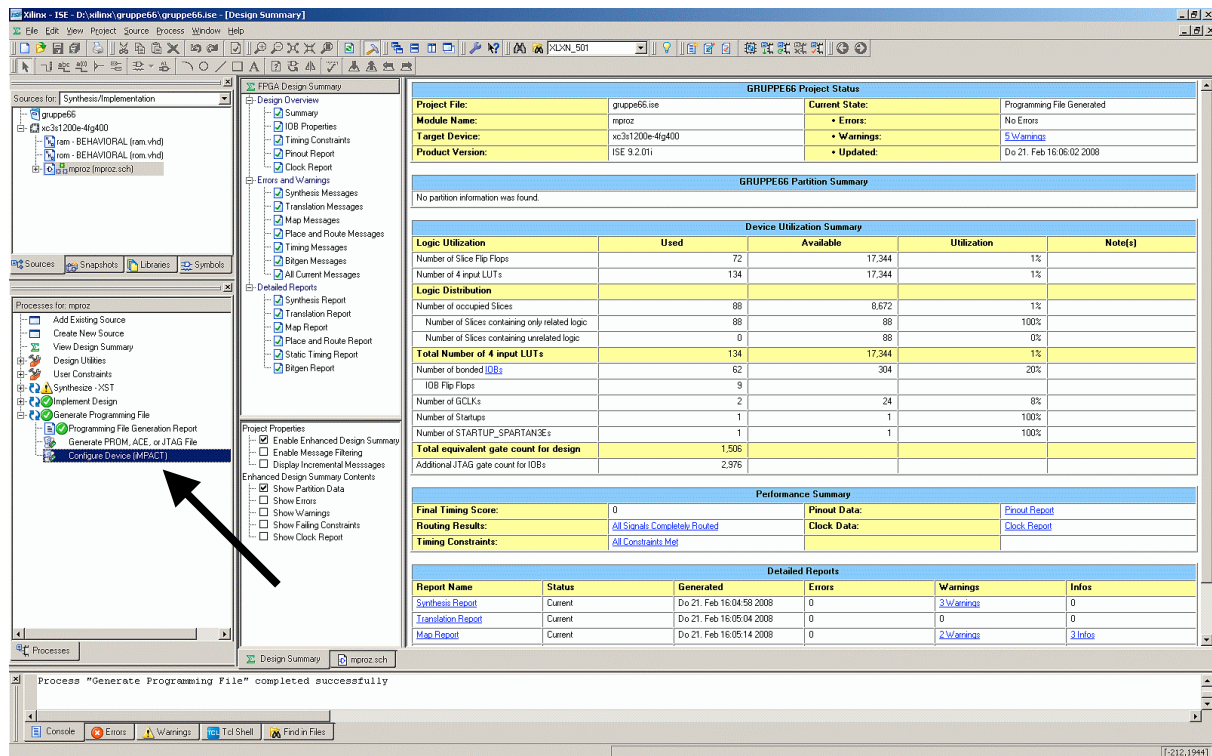 Xilinx - ISE - D:\xilinx\gruppe66\gruppe66.ise - [Design Summary]
File Edit View Project Source Process Window Help
XLXN_501
Sources for: Synthesis/Implementation
gruppe66
xc3s1200e-4fg400
ram - BEHAVIORAL (ram.vhd)
rom - BEHAVIORAL (rom.vhd)
mproz (mproz.sch)
Sources Snapshots Libraries Symbols
Processes for: mproz
Add Existing Source
Create New Source
View Design Summary
Design Utilities
User Constraints
Synthesize - XST
Implement Design
Generate Programming File
Programming File Generation Report
Generate PROM, ACE, or JTAG File
Configure Device (iMPACT)
Processes
FPGA Design Summary
Design Overview
Summary
IOB Properties
Timing Constraints
Pinout Report
Clock Report
Errors and Warnings
Synthesis Messages
Translation Messages
Map Messages
Place and Route Messages
Timing Messages
Bitgen Messages
All Current Messages
Detailed Reports
Synthesis Report
Translation Report
Map Report
Place and Route Report
Static Timing Report
Bitgen Report
Project Properties
Enable Enhanced Design Summary
Enable Message Filtering
Display Incremental Messages
Enhanced Design Summary Contents
Show Partition Data
Show Errors
Show Warnings
Show Failing Constraints
Show Clock Report
GRUPPE66 Project Status
Project File: gruppe66.ise Current State: Programming File Generated
Module Name: mproz • Errors: No Errors
Target Device: xc3s1200e-4fg400 • Warnings: 5 Warnings
Product Version: ISE 9.2.01i • Updated: Do 21. Feb 16:06:02 2008
GRUPPE66 Partition Summary
No partition information was found.
Device Utilization Summary
Logic Utilization Used Available Utilization Note(s)
Number of Slice Flip Flops 72 17,344 1%
Number of 4 input LUTs 134 17,344 1%
Logic Distribution
Number of occupied Slices 88 8,672 1%
Number of Slices containing only related logic 88 88 100%
Number of Slices containing unrelated logic 0 88 0%
Total Number of 4 input LUTs 134 17,344 1%
Number of bonded IOBs 62 304 20%
IOB Flip Flops 9
Number of GCLKs 2 24 8%
Number of Startups 1 1 100%
Number of STARTUP_SPARTAN3Es 1 1 100%
Total equivalent gate count for design 1,506
Additional JTAG gate count for IOBs 2,976
Performance Summary
Final Timing Score: 0 Pinout Data: Pinout Report
Routing Results: All Signals Completely Routed Clock Data: Clock Report
Timing Constraints: All Constraints Met
Detailed Reports
Report Name Status Generated Errors Warnings Infos
Synthesis Report Current Do 21. Feb 16:04:58 2008 0 3 Warnings 0
Translation Report Current Do 21. Feb 16:05:04 2008 0 0 0
Map Report Current Do 21. Feb 16:05:14 2008 0 2 Warnings 3 Infos
Design Summary mproz.sch
Process "Generate Programming File" completed successfully
Console Errors Warnings Tcl Shell Find in Files
[-212,1944]